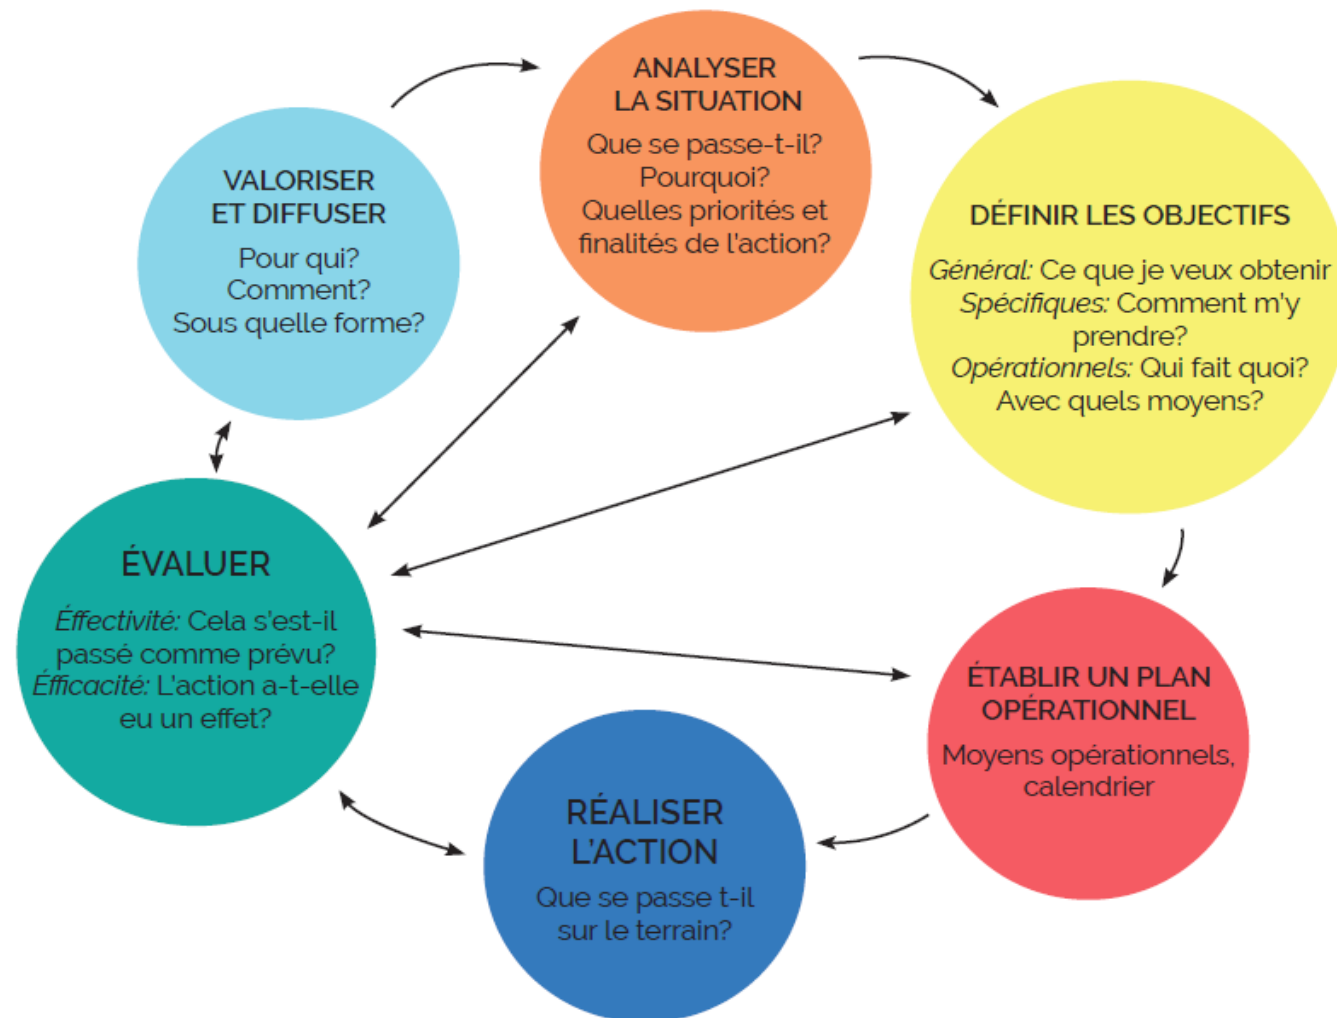 ANALYSER
LA SITUATION
Que se passe-t-il?
Pourquoi?
Quelles priorités et
finalités de l'action?
DÉFINIR LES OBJECTIFS
Général: Ce que je veux obtenir
Spécifiques: Comment m'y
prendre?
Opérationnels: Qui fait quoi?
Avec quels moyens?
ÉTABLIR UN PLAN
OPÉRATIONNEL
Moyens opérationnels,
calendrier
RÉALISER
L'ACTION
Que se passe t-il
sur le terrain?
ÉVALUER
Éffectivité: Cela s'est-il
passé comme prévu?
Éfficacité: L'action a-t-elle
eu un effet?
VALORISER
ET DIFFUSER
Pour qui?
Comment?
Sous quelle forme?